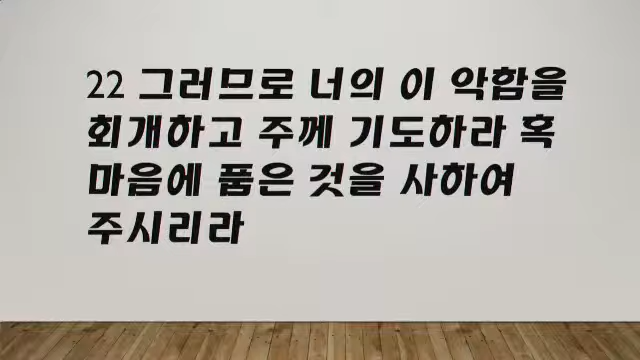 22 그러므로 너의 이 악함을
회개하고 주께 기도하라 혹
마음에 품은 것을 사하여
주시리라